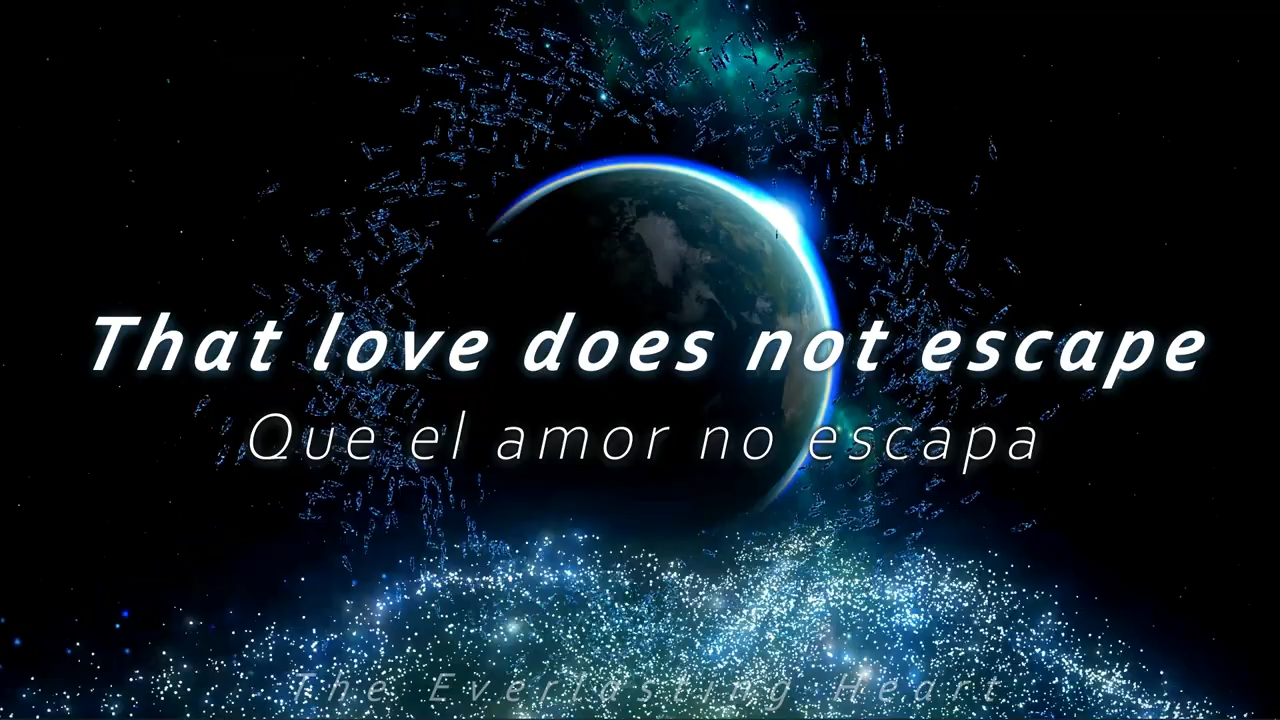 That love does not escape
Que el amor no escapa
The Everlasting Heart